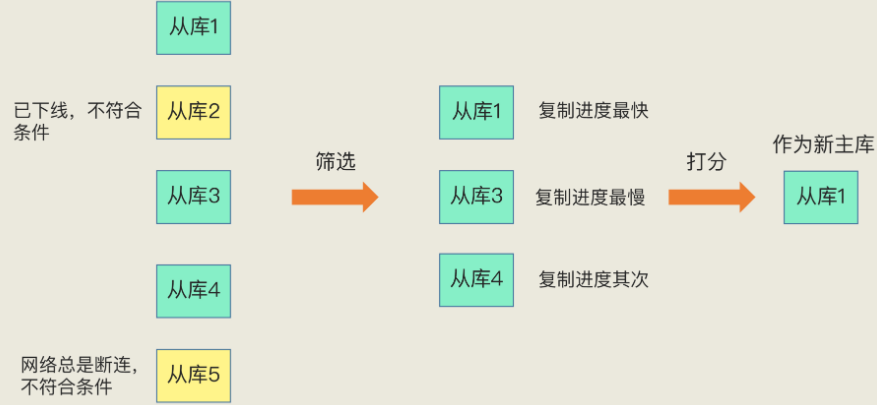 从库1
已下线，不符合
条件
从库2
从库3
从库4
网络总是断连，
不符合条件
从库5
筛选
从库1
复制进度最快
从库3
复制进度最慢
从库4
复制进度其次
打分
作为新主库
从库1